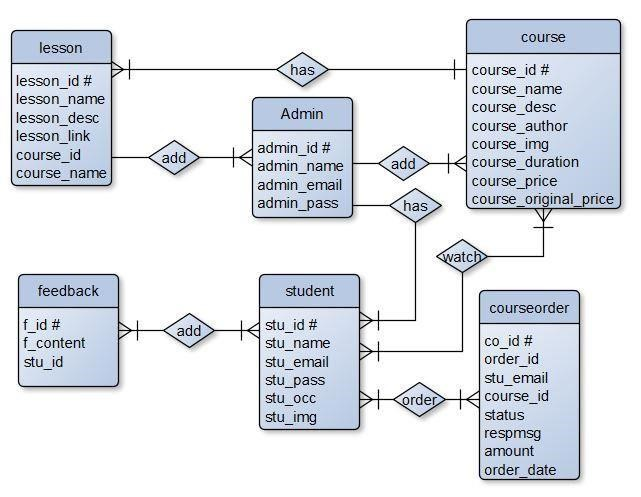 lesson
lesson_id #
lesson_name
lesson_desc
lesson_link
course_id
course_name
has
course
course_id #
course_name
course_desc
course_author
course_img
course_duration
course_price
course_original_price
add
Admin
admin_id #
admin_name
admin_email
admin_pass
add
has
watch
feedback
f_id #
f_content
stu_id
add
student
stu_id #
stu_name
stu_email
stu_pass
stu_occ
stu_img
order
courseorder
co_id #
order_id
stu_email
course_id
status
respmsg
amount
order_date